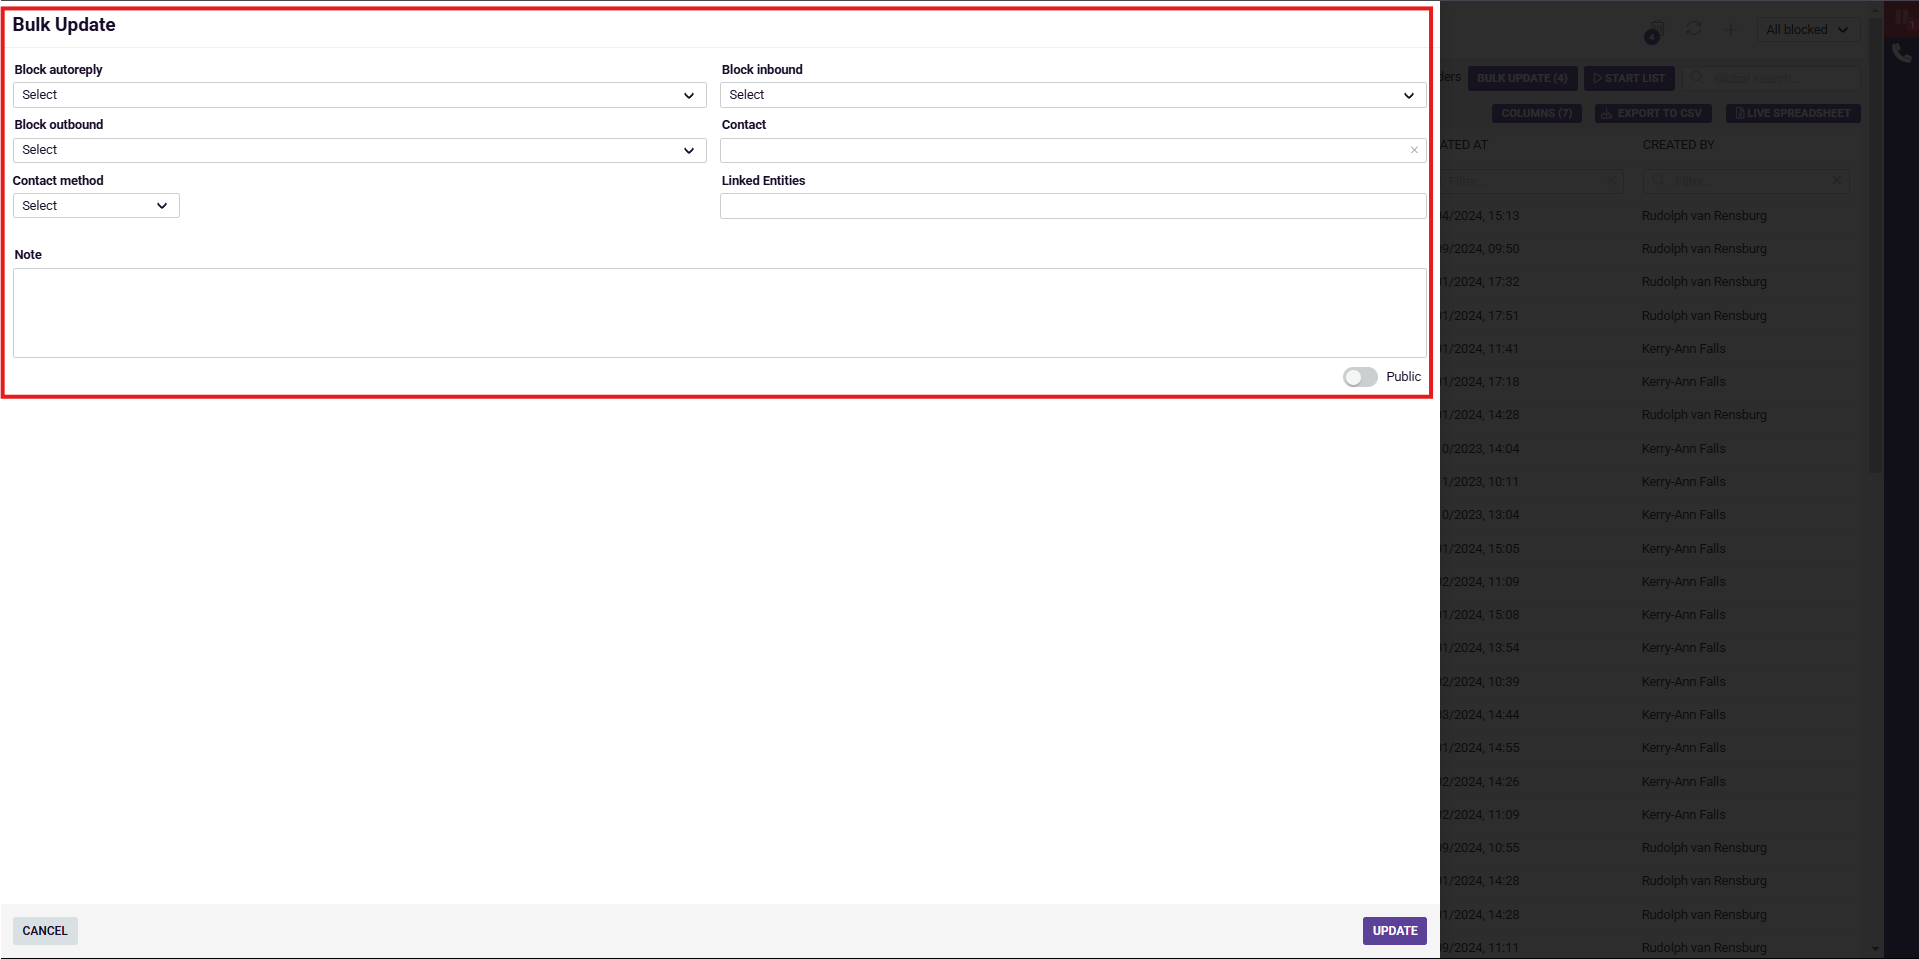 Bulk Update
Block autoreply
Select
Block inbound
Select
Block outbound
Select
Contact
Contact method
Select
Linked Entities
Note
Public
CANCEL
UPDATE
4
All blocked
1
ders
BULK UPDATE (4)
START LIST
Global search...
COLUMNS (7)
EXPORT TO CSV
LIVE SPREADSHEET
ATED AT
CREATED BY
Filter...
Filter...
4/2024, 15:13 Rudolph van Rensburg
9/2024, 09:50 Rudolph van Rensburg
1/2024, 17:32 Rudolph van Rensburg
1/2024, 17:51 Rudolph van Rensburg
1/2024, 11:41 Kerry-Ann Falls
1/2024, 17:18 Kerry-Ann Falls
1/2024, 14:28 Rudolph van Rensburg
0/2023, 14:04 Kerry-Ann Falls
1/2023, 10:11 Kerry-Ann Falls
0/2023, 13:04 Kerry-Ann Falls
1/2024, 15:05 Kerry-Ann Falls
2/2024, 11:09 Kerry-Ann Falls
1/2024, 15:08 Kerry-Ann Falls
1/2024, 13:54 Kerry-Ann Falls
2/2024, 10:39 Kerry-Ann Falls
3/2024, 14:44 Kerry-Ann Falls
1/2024, 14:55 Kerry-Ann Falls
2/2024, 14:26 Kerry-Ann Falls
2/2024, 11:09 Kerry-Ann Falls
9/2024, 10:55 Rudolph van Rensburg
1/2024, 14:28 Rudolph van Rensburg
1/2024, 14:28 Rudolph van Rensburg
9/2024, 11:11 Rudolph van Rensburg